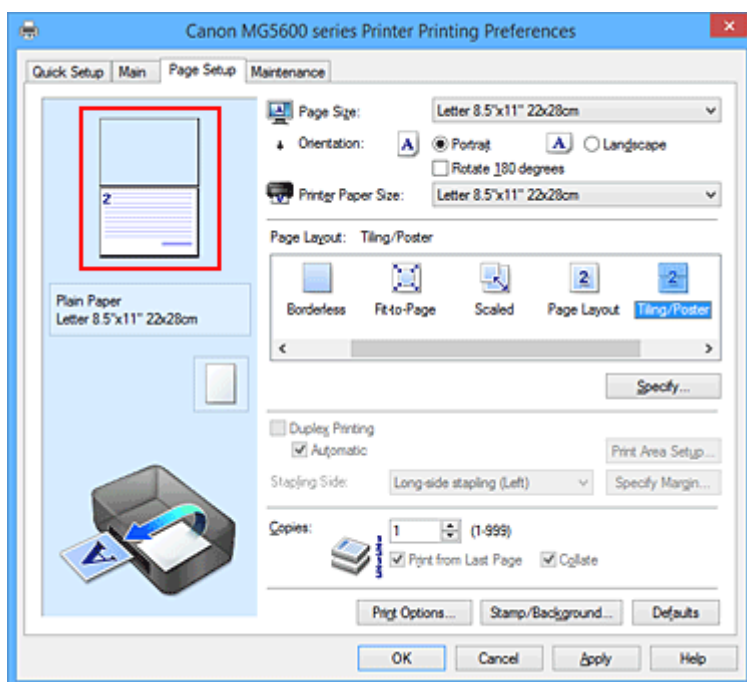 Canon MG5600 series Printer Printing Preferences
Quick Setup Main Page Setup Maintenance
2
Plain Paper
Letter 8.5"x11" 22x28cm
Page Size: Letter 8.5"x11" 22x28cm
Orientation: A Portrait A Landscape
Rotate 180 degrees
Printer Paper Size: Letter 8.5"x11" 22x28cm
Page Layout: Tiling/Poster
2 -2-
Borderless Fit-to-Page Scaled Page Layout Tiling/Poster
Specify...
Duplex Printing
Automatic
Print Area Setup...
Stapling Side: Long-side stapling (Left) Specify Margin...
Copies: 1 (1-999)
Print from Last Page Collate
A
Print Options... Stamp/Background... Defaults
OK Cancel Apply Help